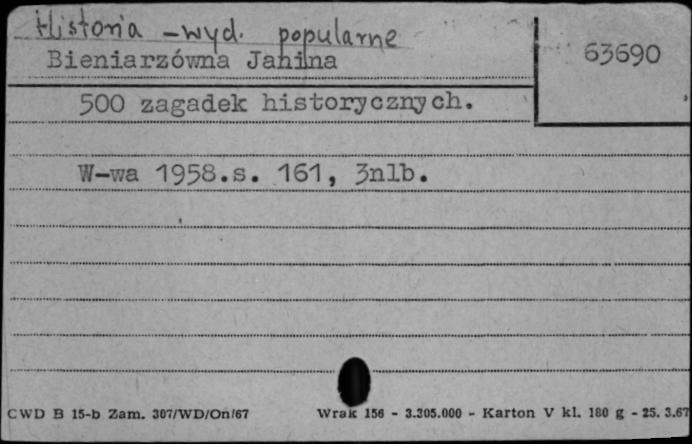 Historia - wyd. popularne
Bieniarzówna Janina
63690
500 zagadek historycznych.
W-wa 1958.s. 161, 3nlb.
CWD B 15-b Zam. 307/WD/On/67 Wrak 156 - 3.305.000 - Karton V kl. 180 g - 25. 3.67